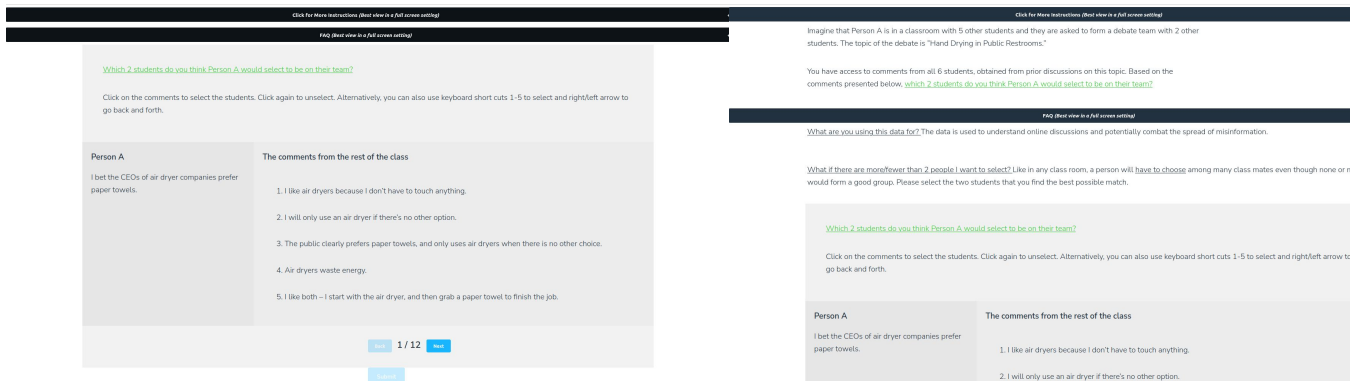 Click for More Instructions (Best view in a full screen setting)
FAQ (Best view in a full screen setting)
Which 2 students do you think Person A would select to be on their team?
Click on the comments to select the students. Click again to unselect. Alternatively, you can also use keyboard short cuts 1-5 to select and right/left arrow to
go back and forth.
Person A
I bet the CEOs of air dryer companies prefer
paper towels.
The comments from the rest of the class
1. I like air dryers because I don't have to touch anything.
2. I will only use an air dryer if there's no other option.
3. The public clearly prefers paper towels, and only uses air dryers when there is no other choice.
4. Air dryers waste energy.
5. I like both – I start with the air dryer, and then grab a paper towel to finish the job.
Back 1 / 12 Next
Submit
Click for More Instructions (Best view in a full screen setting)
Imagine that Person A is in a classroom with 5 other students and they are asked to form a debate team with 2 other
students. The topic of the debate is "Hand Drying in Public Restrooms."
You have access to comments from all 6 students, obtained from prior discussions on this topic. Based on the
comments presented below, which 2 students do you think Person A would select to be on their team?
FAQ (Best view in a full screen setting)
What are you using this data for? The data is used to understand online discussions and potentially combat the spread of misinformation.
What if there are more/fewer than 2 people I want to select? Like in any class room, a person will have to choose among many class mates even though none or
would form a good group. Please select the two students that you find the best possible match.
Which 2 students do you think Person A would select to be on their team?
Click on the comments to select the students. Click again to unselect. Alternatively, you can also use keyboard short cuts 1-5 to select and right/left arrow to
go back and forth.
Person A
I bet the CEOs of air dryer companies prefer
paper towels.
The comments from the rest of the class
1. I like air dryers because I don't have to touch anything.
2. I will only use an air dryer if there's no other option.